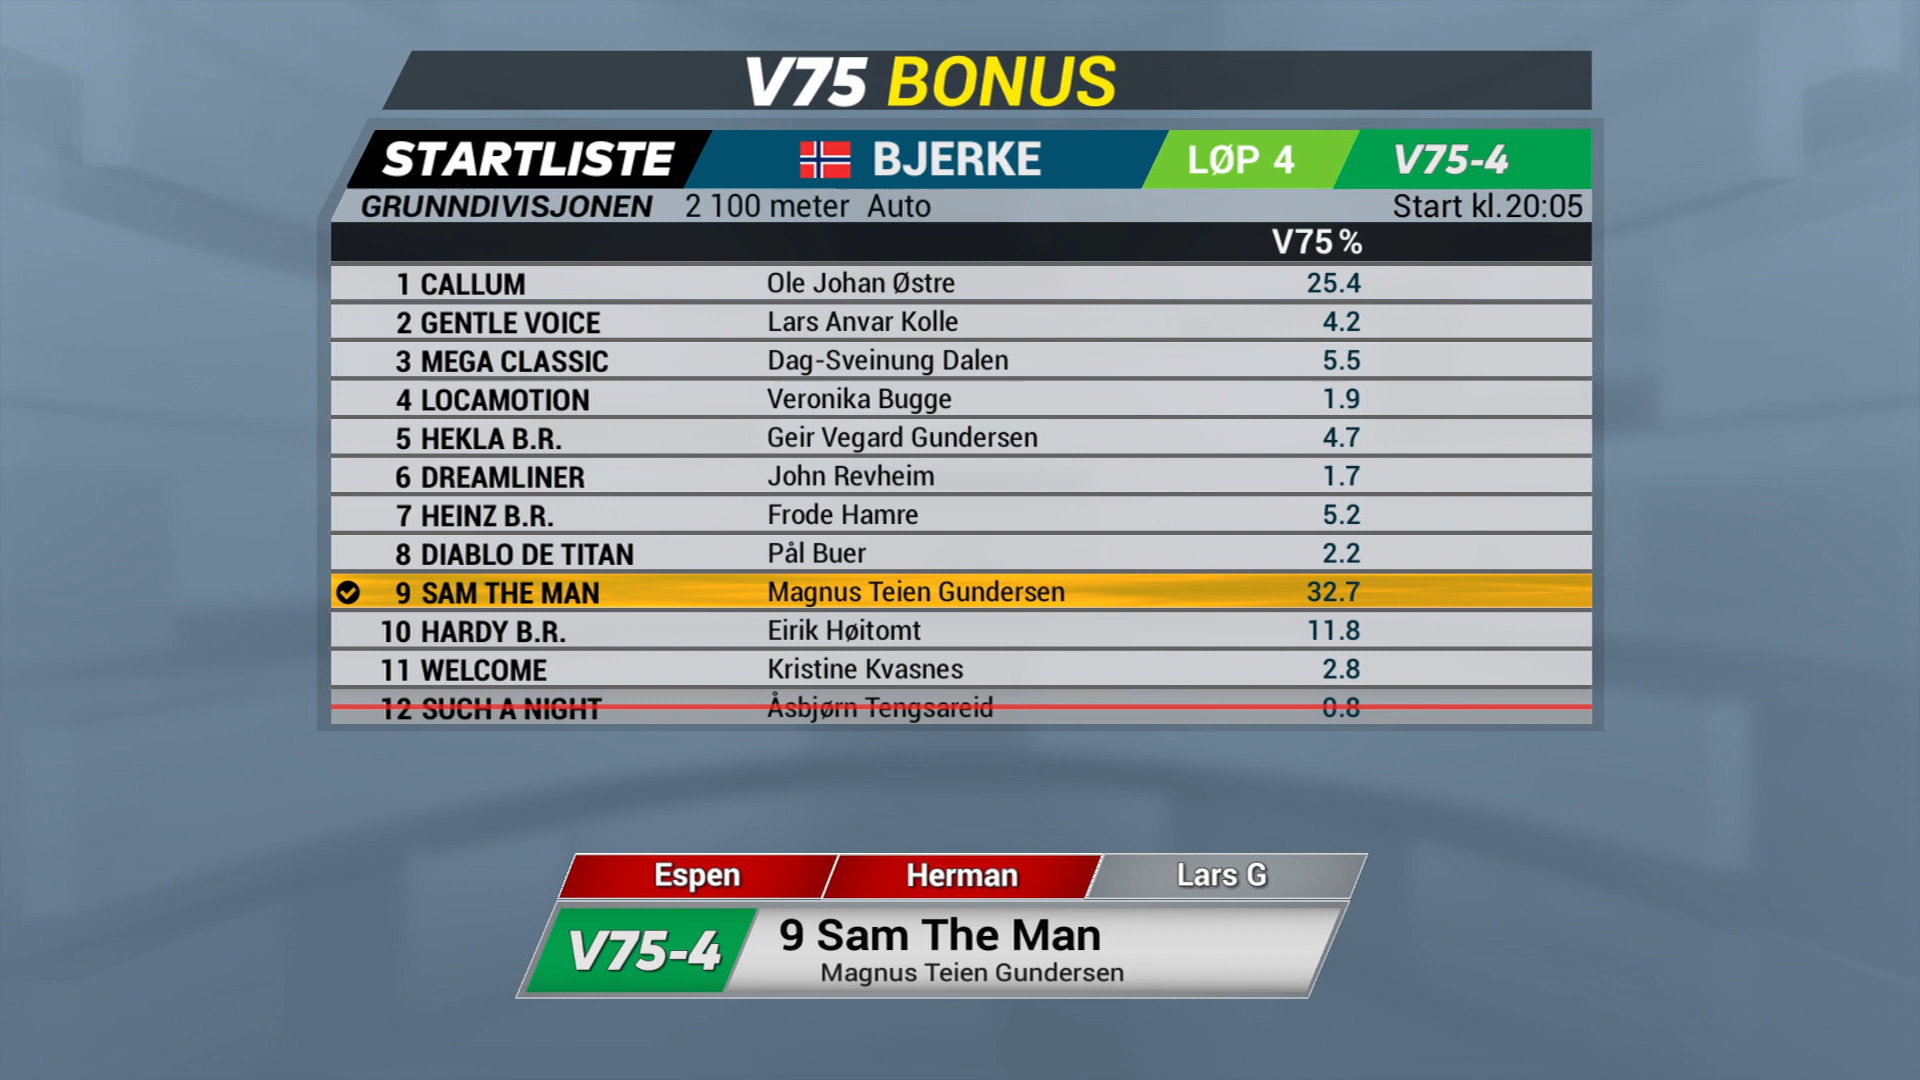 V75 BONUS
STARTLISTE BJERKE LØP 4 V75-4
GRUNNDIVISJONEN 2 100 meter Auto Start kl.20:05
V75%
1 CALLUM Ole Johan Østre 25.4
2 GENTLE VOICE Lars Anvar Kolle 4.2
3 MEGA CLASSIC Dag-Sveinung Dalen 5.5
4 LOCAMOTION Veronika Bugge 1.9
5 HEKLA B.R. Geir Vegard Gundersen 4.7
6 DREAMLINER John Revheim 1.7
7 HEINZ B.R. Frode Hamre 5.2
8 DIABLO DE TITAN Pål Buer 2.2
9 SAM THE MAN Magnus Teien Gundersen 32.7
10 HARDY B.R. Eirik Høitomt 11.8
11 WELCOME Kristine Kvasnes 2.8
12 SUCH A NIGHT Åsbjørn Tengsareid 0.8
Espen Herman Lars G
V75-4 9 Sam The Man
Magnus Teien Gundersen